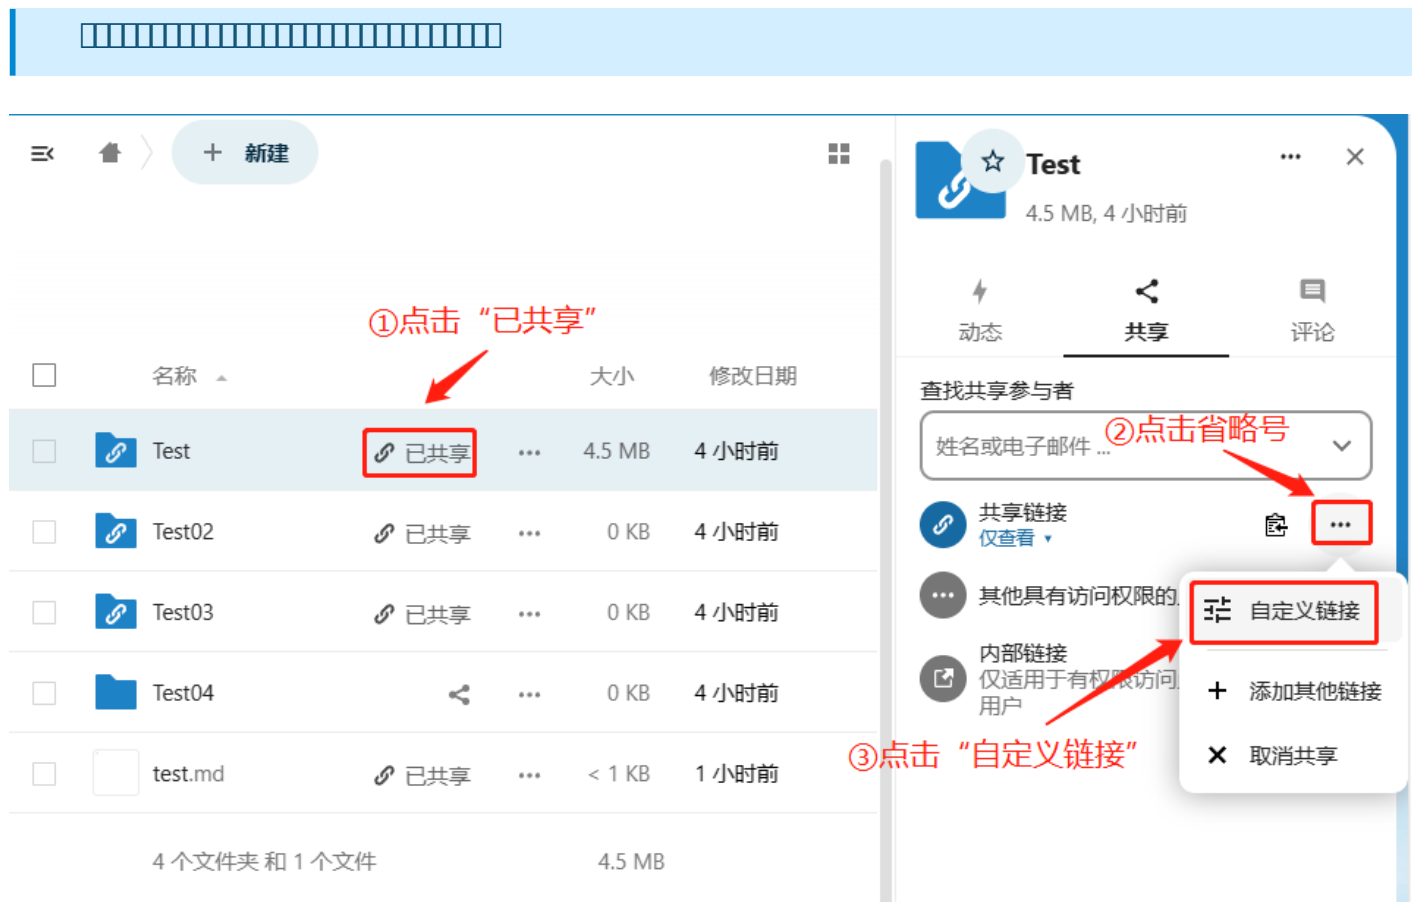 新建
①点击“已共享”
名称
大小
修改日期
Test
已共享
4.5 MB
4 小时前
Test02
已共享
0 KB
4 小时前
Test03
已共享
0 KB
4 小时前
Test04
0 KB
4 小时前
test.md
已共享
< 1 KB
1 小时前
4 个文件夹 和 1 个文件
4.5 MB
Test
4.5 MB, 4 小时前
动态
共享
评论
查找共享参与者
姓名或电子邮件 ...
②点击省略号
共享链接
仅查看
其他具有访问权限的
自定义链接
内部链接
仅适用于有权限访问
用户
添加其他链接
③点击“自定义链接”
取消共享